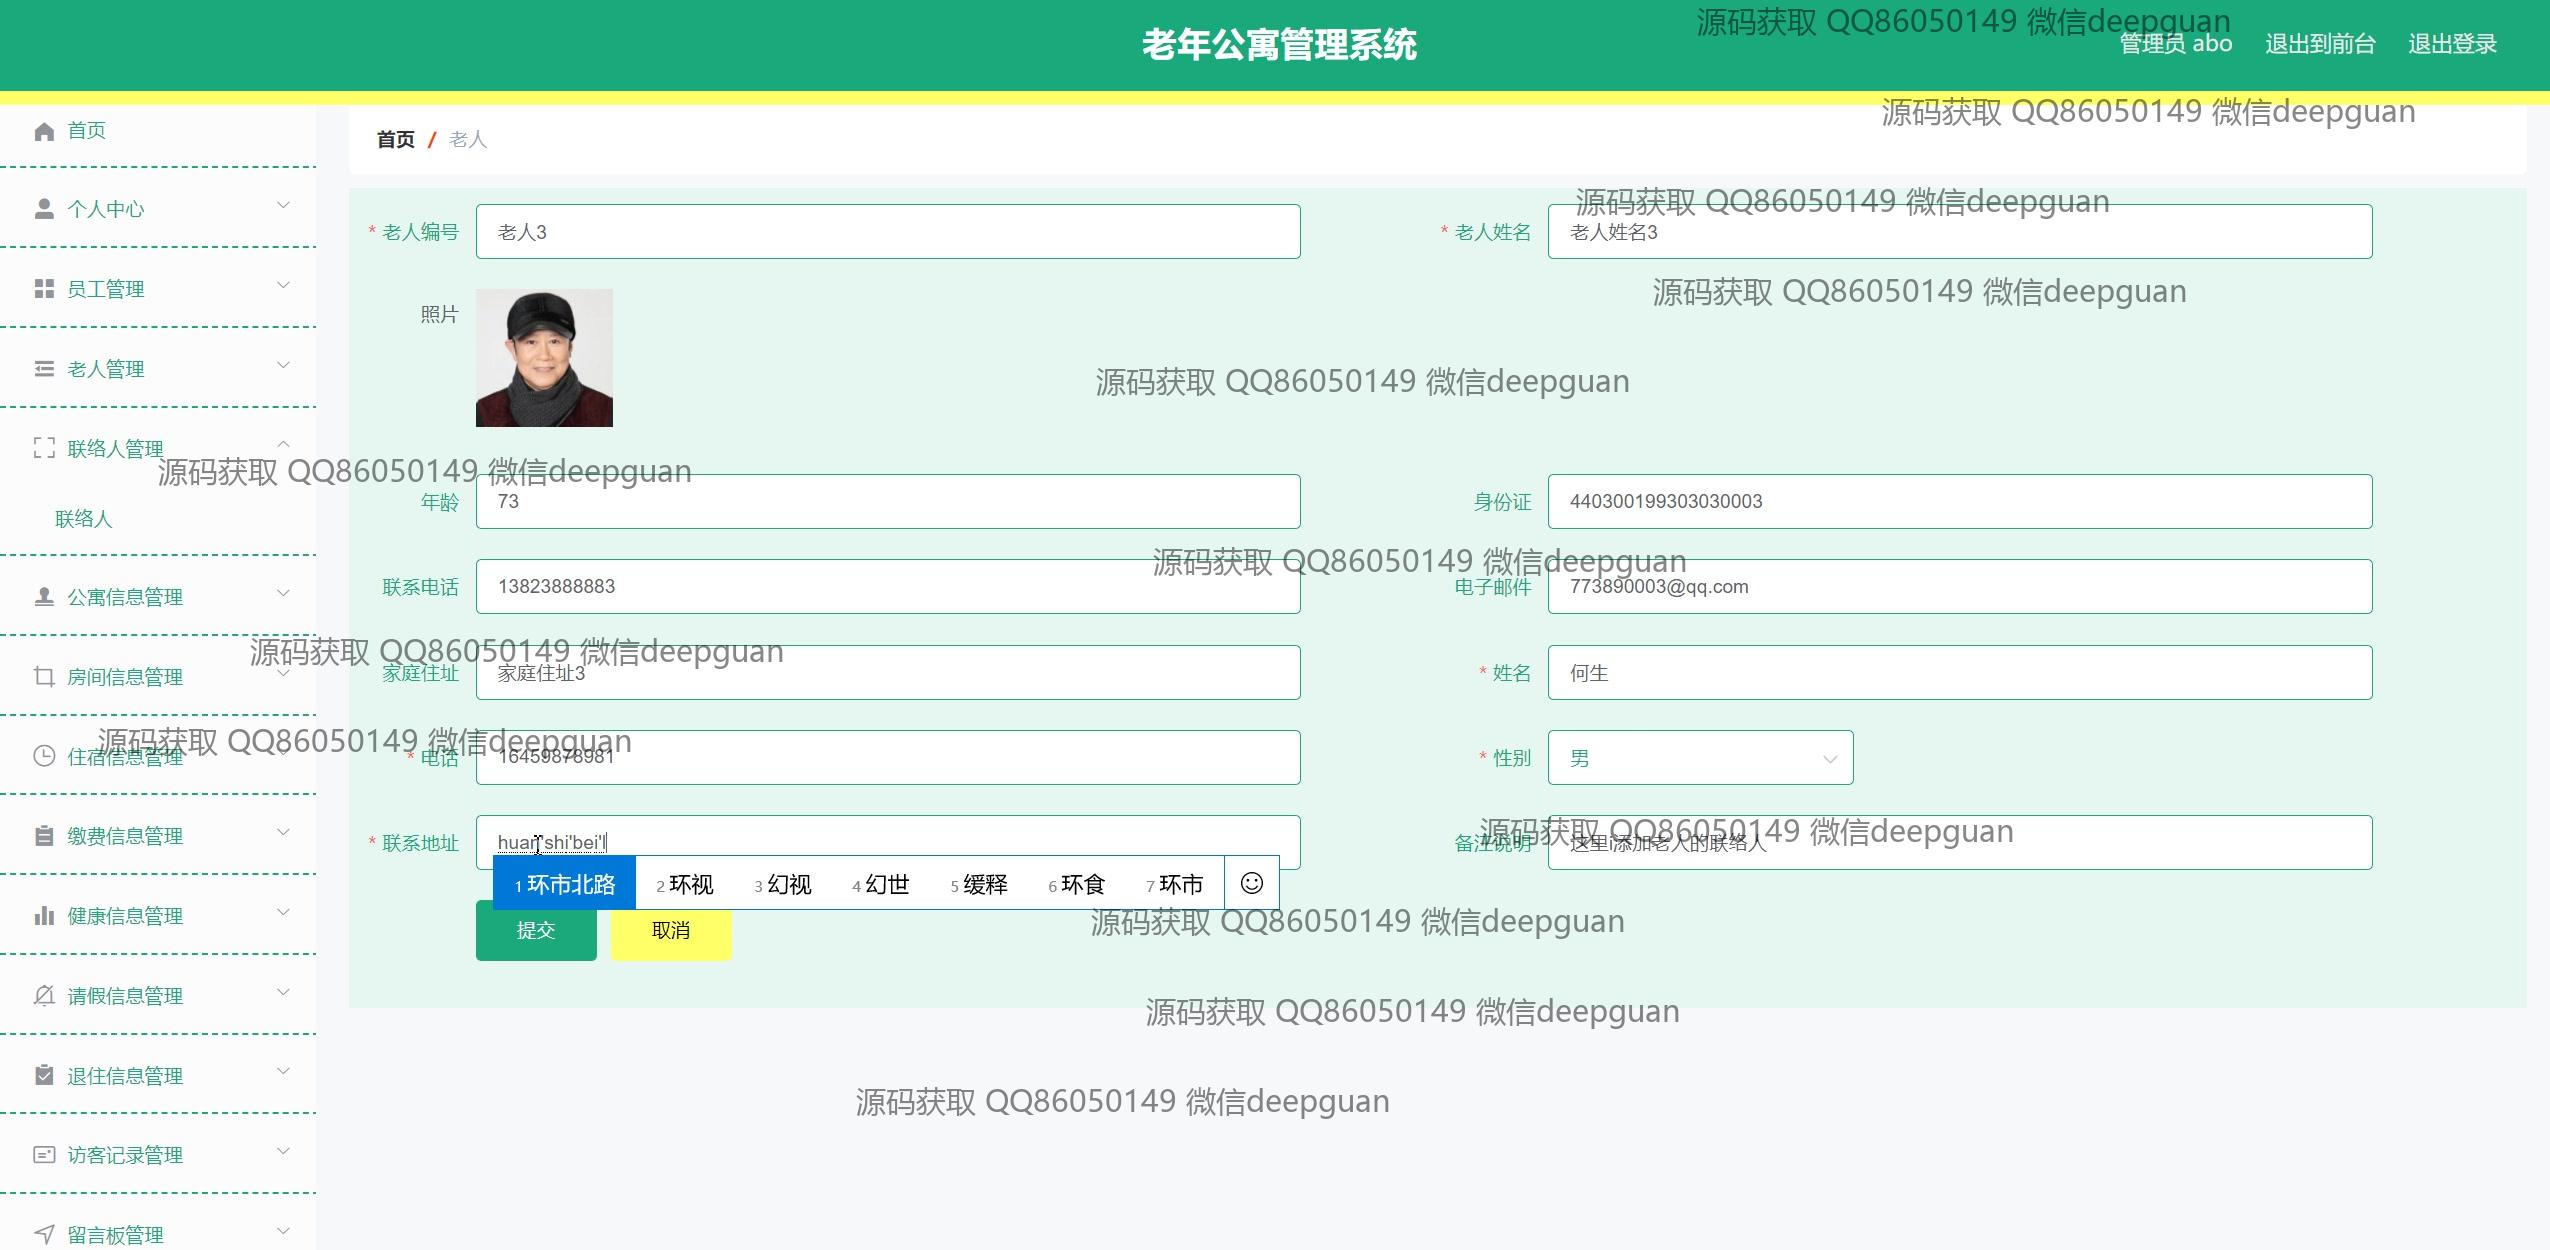 老年公寓管理系统
源码获取 QQ86050149 微信deepguan
管理员 abo 退出到前台 退出登录
源码获取 QQ86050149 微信deepguan
首页
首页 / 老人
个人中心
源码获取 QQ86050149 微信deepguan
* 老人编号 老人3
* 老人姓名 老人姓名3
员工管理
源码获取 QQ86050149 微信deepguan
照片
老人管理
源码获取 QQ86050149 微信deepguan
联络人管理
源码获取 QQ86050149 微信deepguan
年龄 73
身份证 440300199303030003
联络人
源码获取 QQ86050149 微信deepguan
联系电话 13823888883
电子邮件 773890003@qq.com
公寓信息管理
源码获取 QQ86050149 微信deepguan
家庭住址 家庭住址3
* 姓名 何生
房间信息管理
源码获取 QQ86050149 微信deepguan
住宿信息管理
* 电话 16459878981
* 性别 男
缴费信息管理
源码获取 QQ86050149 微信deepguan
* 联系地址 huan'shi'bei'l
备注说明 这里i添加老人的联络人
1 环市北路 2 环视 3 幻视 4 幻世 5 缓释 6 环食 7 环市
健康信息管理
源码获取 QQ86050149 微信deepguan
提交 取消
请假信息管理
源码获取 QQ86050149 微信deepguan
退住信息管理
源码获取 QQ86050149 微信deepguan
访客记录管理
留言板管理